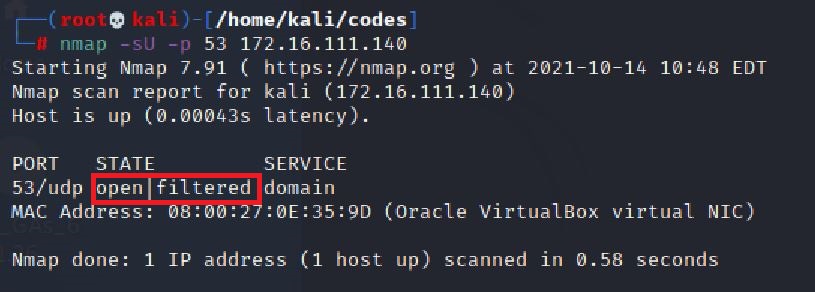 (root💀kali)-[/home/kali/codes]
# nmap -sU -p 53 172.16.111.140
Starting Nmap 7.91 ( https://nmap.org ) at 2021-10-14 10:48 EDT
Nmap scan report for kali (172.16.111.140)
Host is up (0.00043s latency).
PORT   STATE         SERVICE
53/udp open|filtered domain
MAC Address: 08:00:27:0E:35:9D (Oracle VirtualBox virtual NIC)
Nmap done: 1 IP address (1 host up) scanned in 0.58 seconds